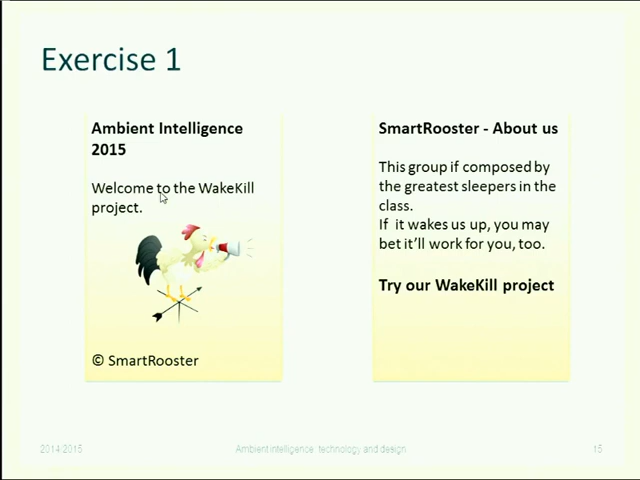 Exercise 1
Ambient Intelligence
2015
Welcome to the WakeKill
project.
© SmartRooster
SmartRooster - About us
This group if composed by
the greatest sleepers in the
class.
If it wakes us up, you may
bet it'll work for you, too.
Try our WakeKill project
2014/2015
Ambient intelligence: technology and design
15